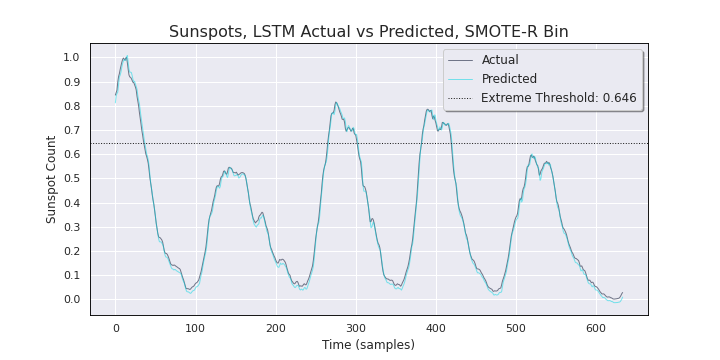 Sunspots, LSTM Actual vs Predicted, SMOTE-R Bin
Actual
Predicted
Extreme Threshold: 0.646
Sunspot Count
1.0
0.9
0.8
0.7
0.6
0.5
0.4
0.3
0.2
0.1
0.0
0 100 200 300 400 500 600
Time (samples)